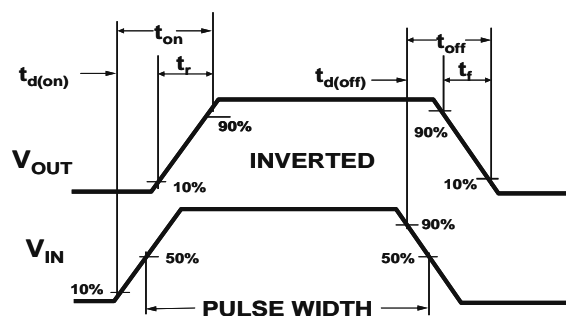 t_on
t_off
t_d(on)
t_r
t_d(off)
t_f
90%
90%
V_OUT
INVERTED
10%
10%
90%
V_IN
50%
50%
10%
PULSE WIDTH